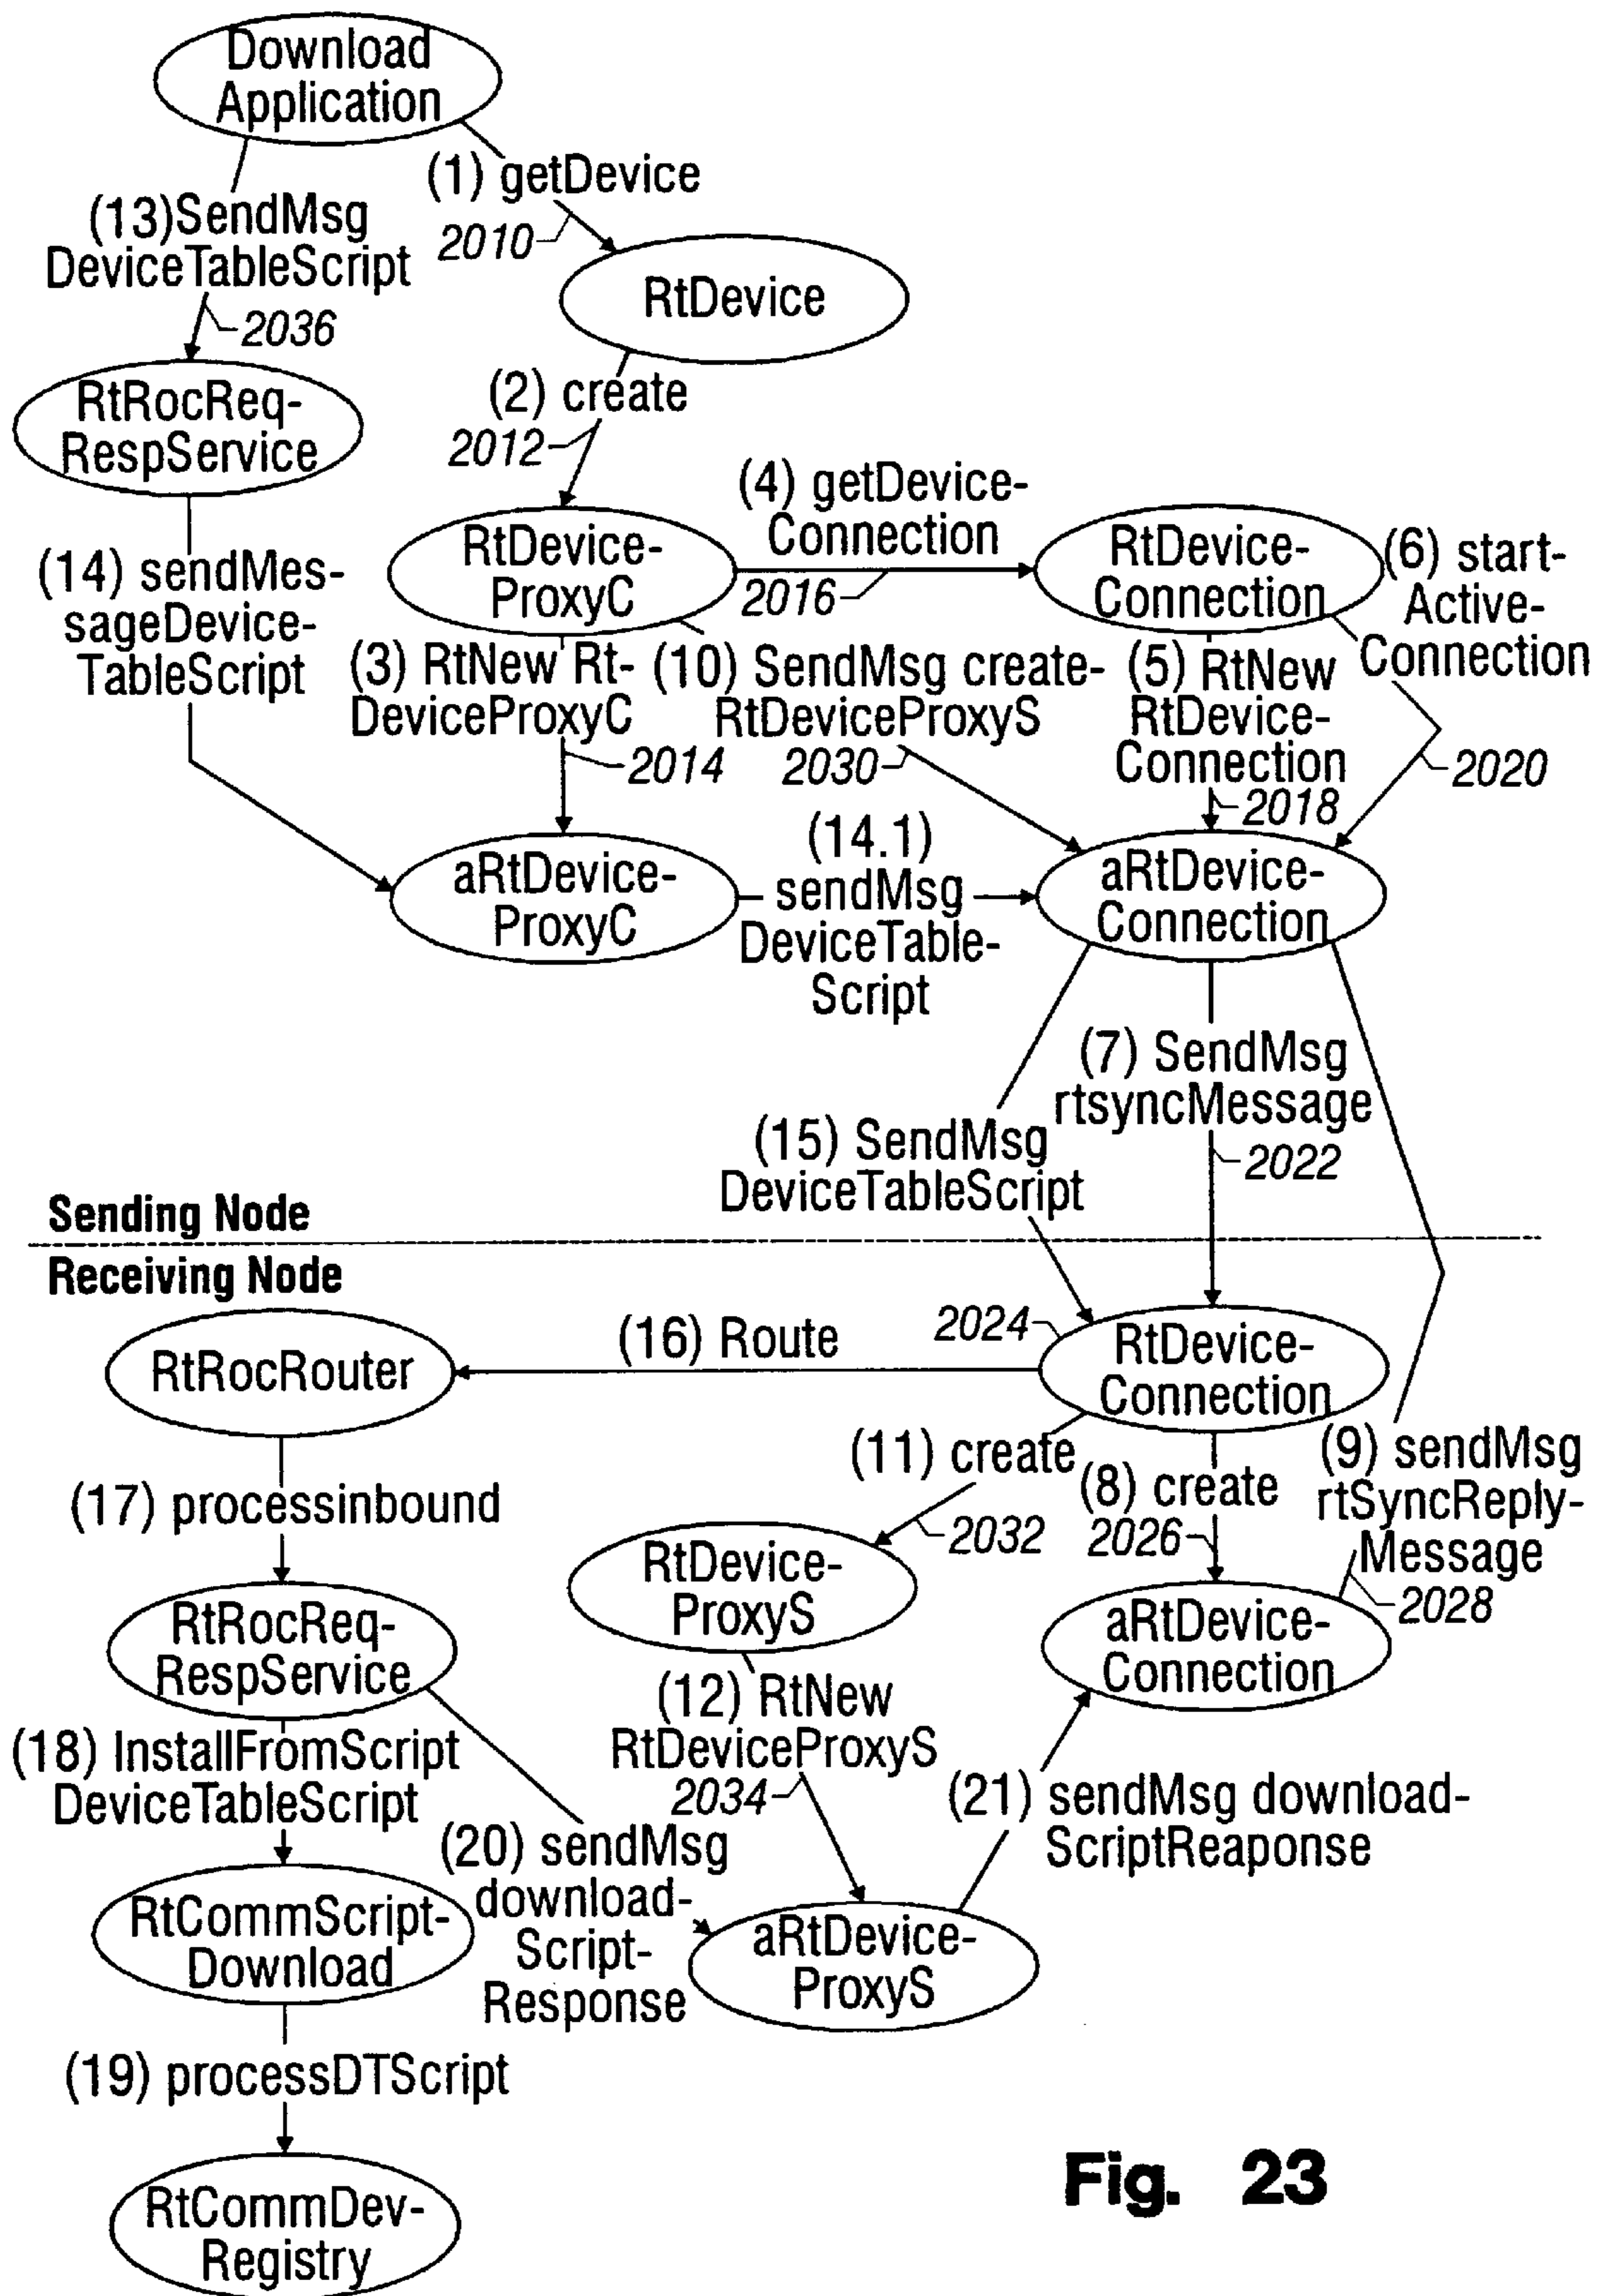 Download
Application
(1) getDevice
2010
(13)SendMsg
DeviceTableScript
2036
RtDevice
RtRocReq-
RespService
(2) create
2012
(4) getDevice-
Connection
2016
RtDevice-
ProxyC
RtDevice-
Connection
(6) start-
Active-
Connection
2020
(14) sendMes-
sageDevice-
TableScript
(3) RtNew Rt-
DeviceProxyC
2014
(10) SendMsg create-
RtDeviceProxyS
2030
(5) RtNew
RtDevice-
Connection
2018
aRtDevice-
ProxyC
(14.1)
sendMsg
DeviceTable-
Script
aRtDevice-
Connection
(7) SendMsg
rtsyncMessage
2022
(15) SendMsg
DeviceTableScript
Sending Node
Receiving Node
RtRocRouter
(16) Route
2024
RtDevice-
Connection
(11) create
2032
(8) create
2026
(9) sendMsg
rtSyncReply-
Message
2028
(17) processinbound
RtDevice-
ProxyS
aRtDevice-
Connection
RtRocReq-
RespService
(12) RtNew
RtDeviceProxyS
2034
(18) InstallFromScript
DeviceTableScript
(21) sendMsg download-
ScriptReaponse
(20) sendMsg
download-
Script-
Response
RtCommScript-
Download
aRtDevice-
ProxyS
(19) processDTScript
RtCommDev-
Registry
Fig. 23